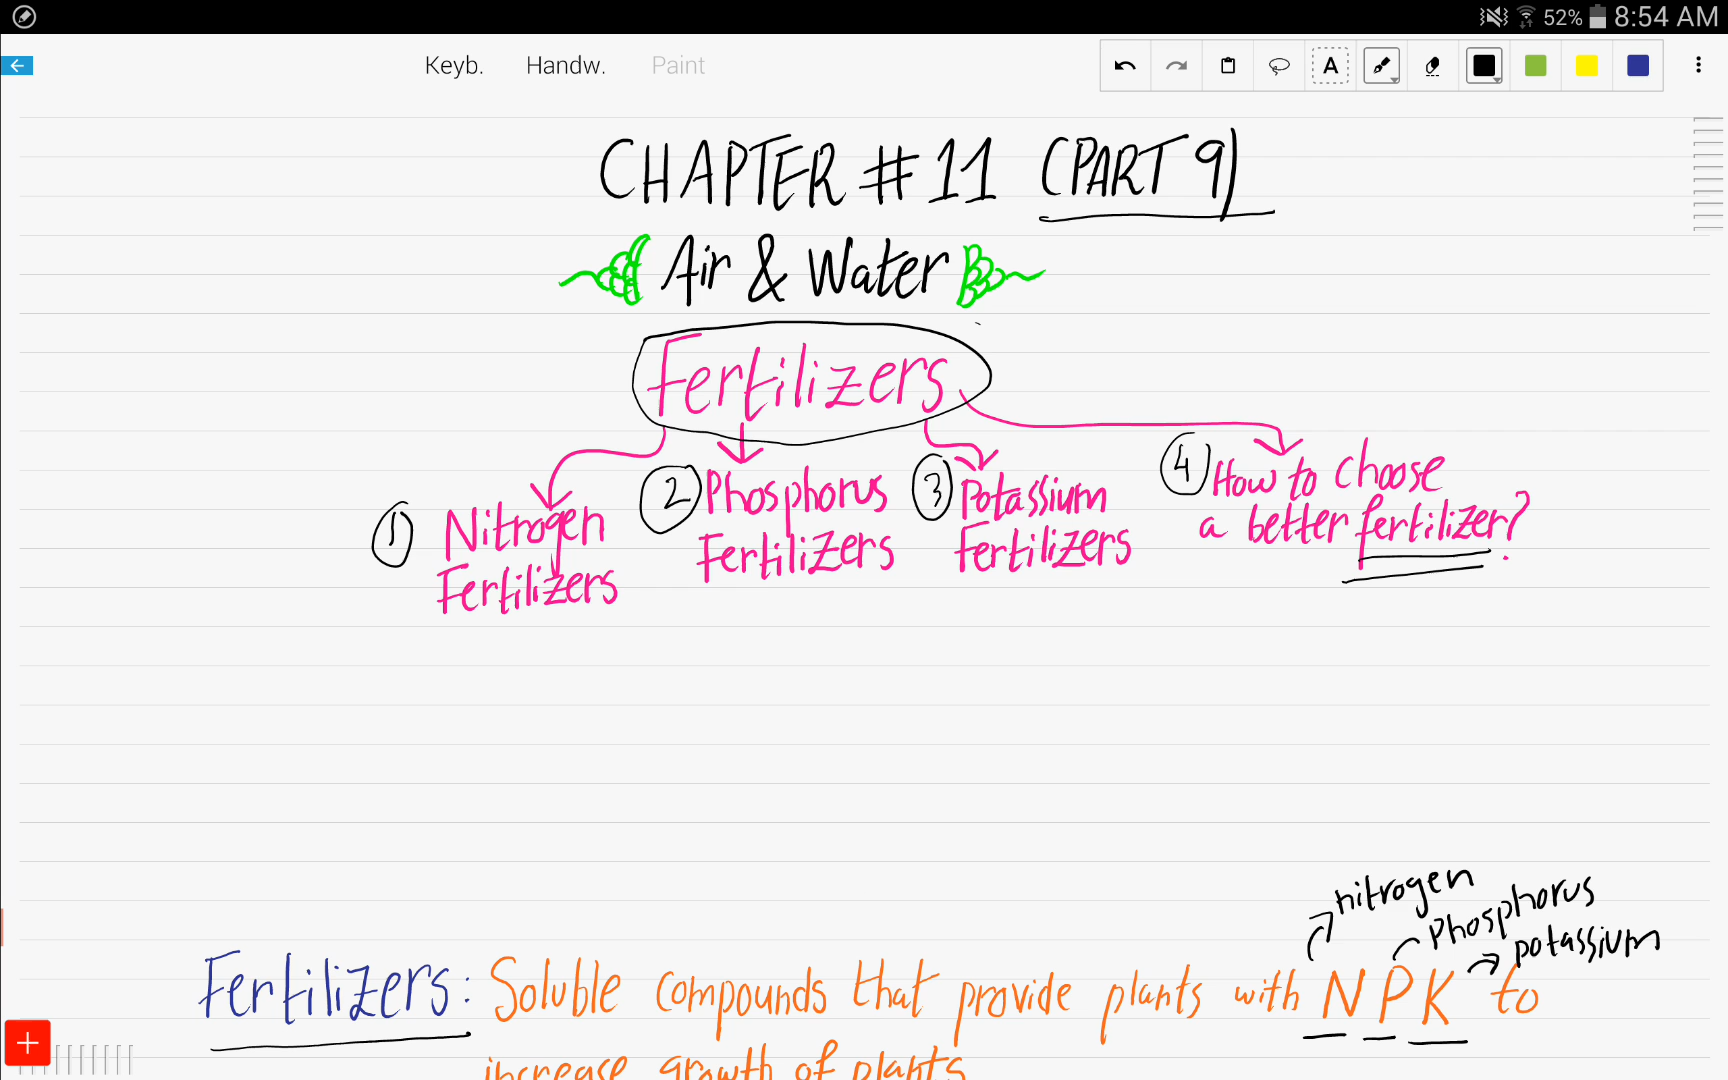 52% 8:54 AM
Keyb. Handw. Paint
A
CHAPTER # 11 (PART 9)
Air & Water
Fertilizers
① Nitrogen Fertilizers
② Phosphorus Fertilizers
③ Potassium Fertilizers
④ How to choose a better fertilizer?
nitrogen
Phosphorus
potassium
Fertilizers: Soluble compounds that provide plants with N P K to
increase growth of plants